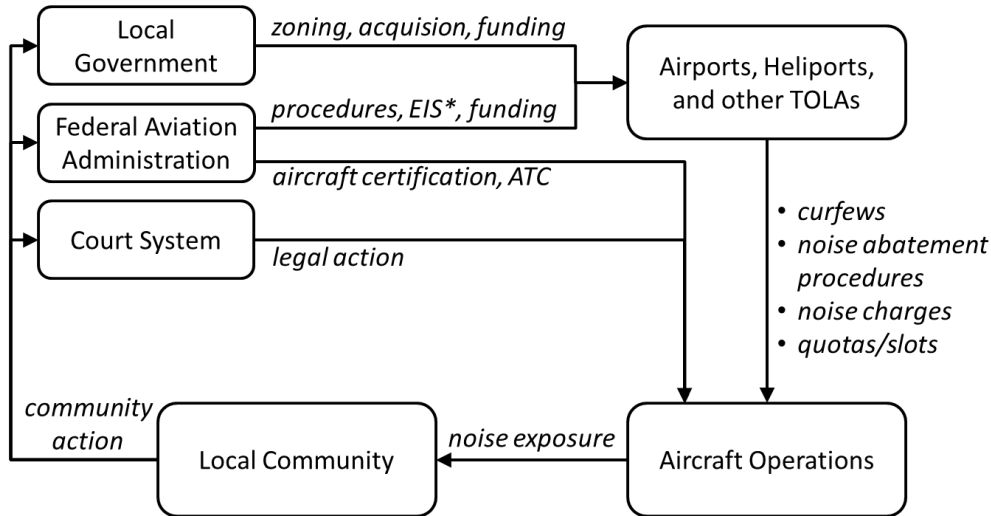 Local
Government
zoning, acquision, funding
Airports, Heliports,
and other TOLAs
Federal Aviation
Administration
procedures, EIS*, funding
aircraft certification, ATC
Court System
legal action
• curfews
• noise abatement
procedures
• noise charges
• quotas/slots
community
action
Local Community
noise exposure
Aircraft Operations